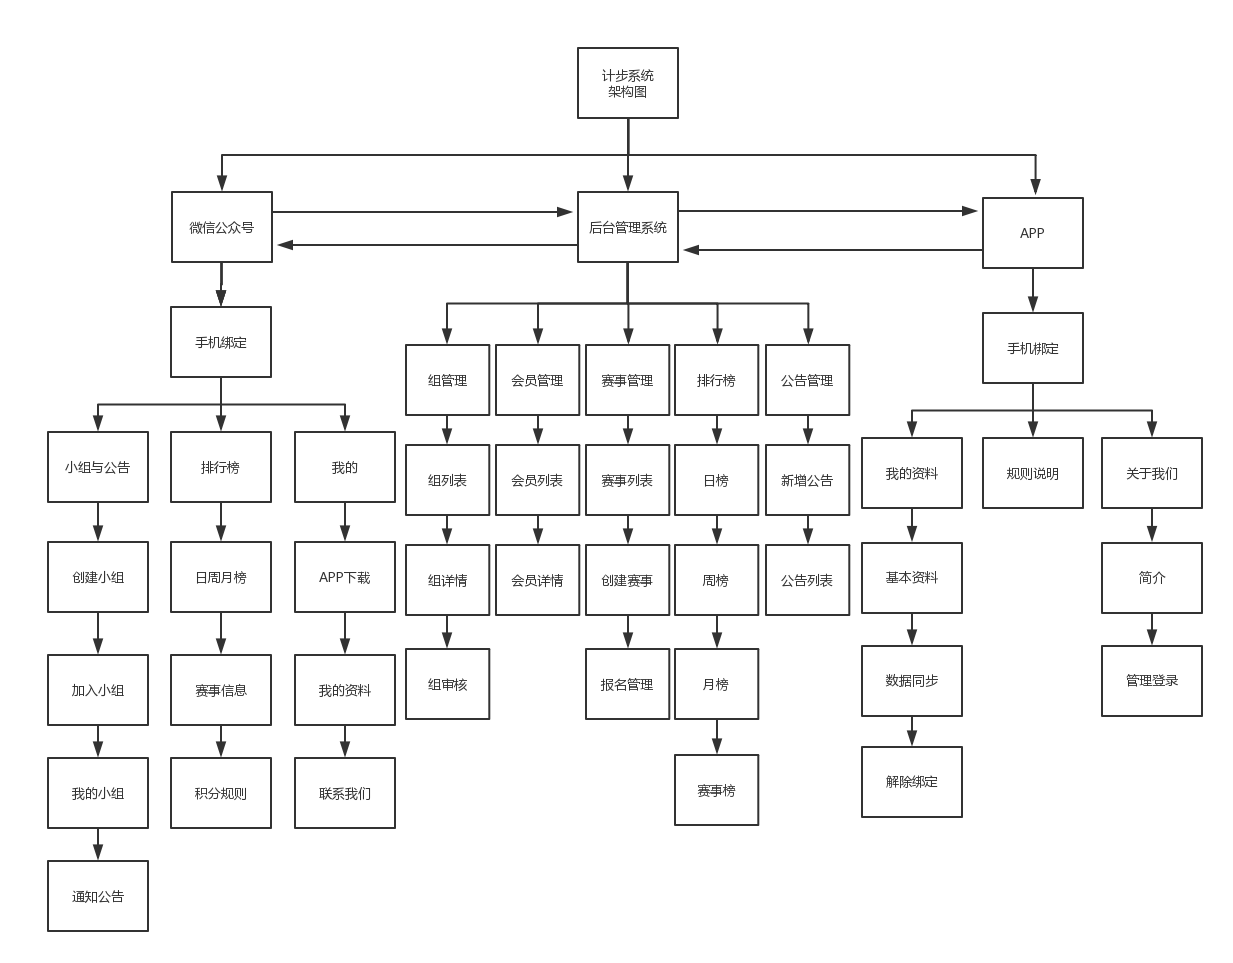 计步系统
架构图
微信公众号
后台管理系统
APP
手机绑定
手机绑定
组管理
会员管理
赛事管理
排行榜
公告管理
小组与公告
排行榜
我的
组列表
会员列表
赛事列表
日榜
新增公告
我的资料
规则说明
关于我们
创建小组
日周月榜
APP下载
组详情
会员详情
创建赛事
周榜
公告列表
基本资料
简介
加入小组
赛事信息
我的资料
组审核
报名管理
月榜
数据同步
管理登录
我的小组
积分规则
联系我们
赛事榜
解除绑定
通知公告